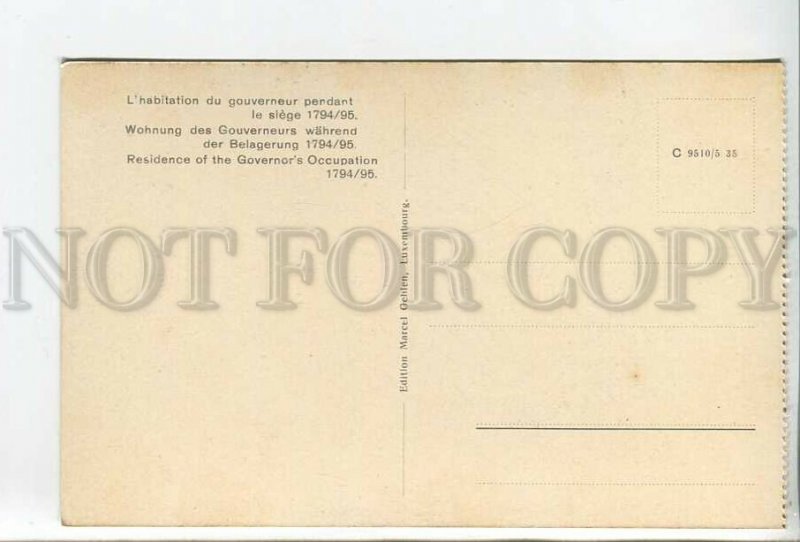 L'habitation du gouverneur pendant
le siège 1794/95.
Wohnung des Gouverneurs während
der Belagerung 1794/95.
Residence of the Governor's Occupation
1794/95.
C 9510/5 35
Edition Marcel Gehlen, Luxembourg.
NOT FOR COPY